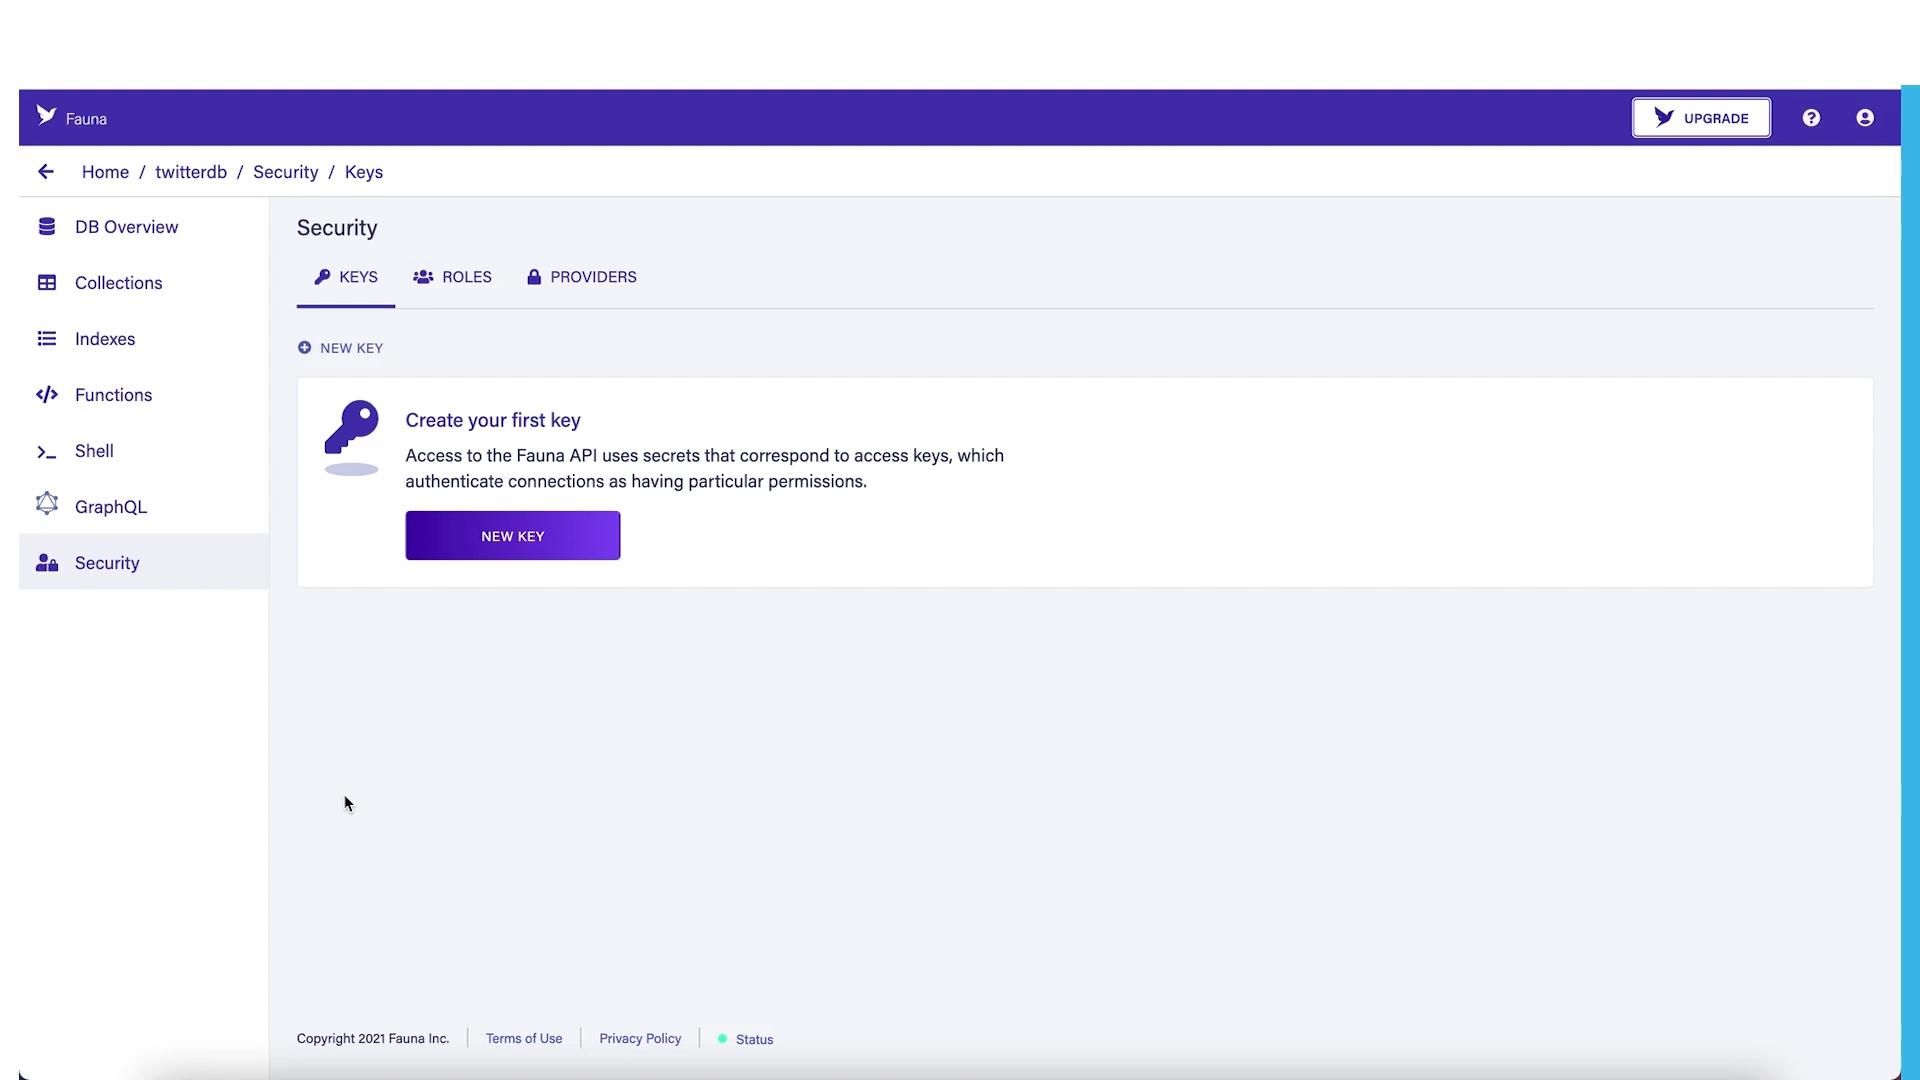 Fauna
UPGRADE
Home / twitterdb / Security / Keys
DB Overview
Collections
Indexes
Functions
Shell
GraphQL
Security
Security
KEYS ROLES PROVIDERS
NEW KEY
Create your first key
Access to the Fauna API uses secrets that correspond to access keys, which
authenticate connections as having particular permissions.
NEW KEY
Copyright 2021 Fauna Inc. Terms of Use Privacy Policy Status